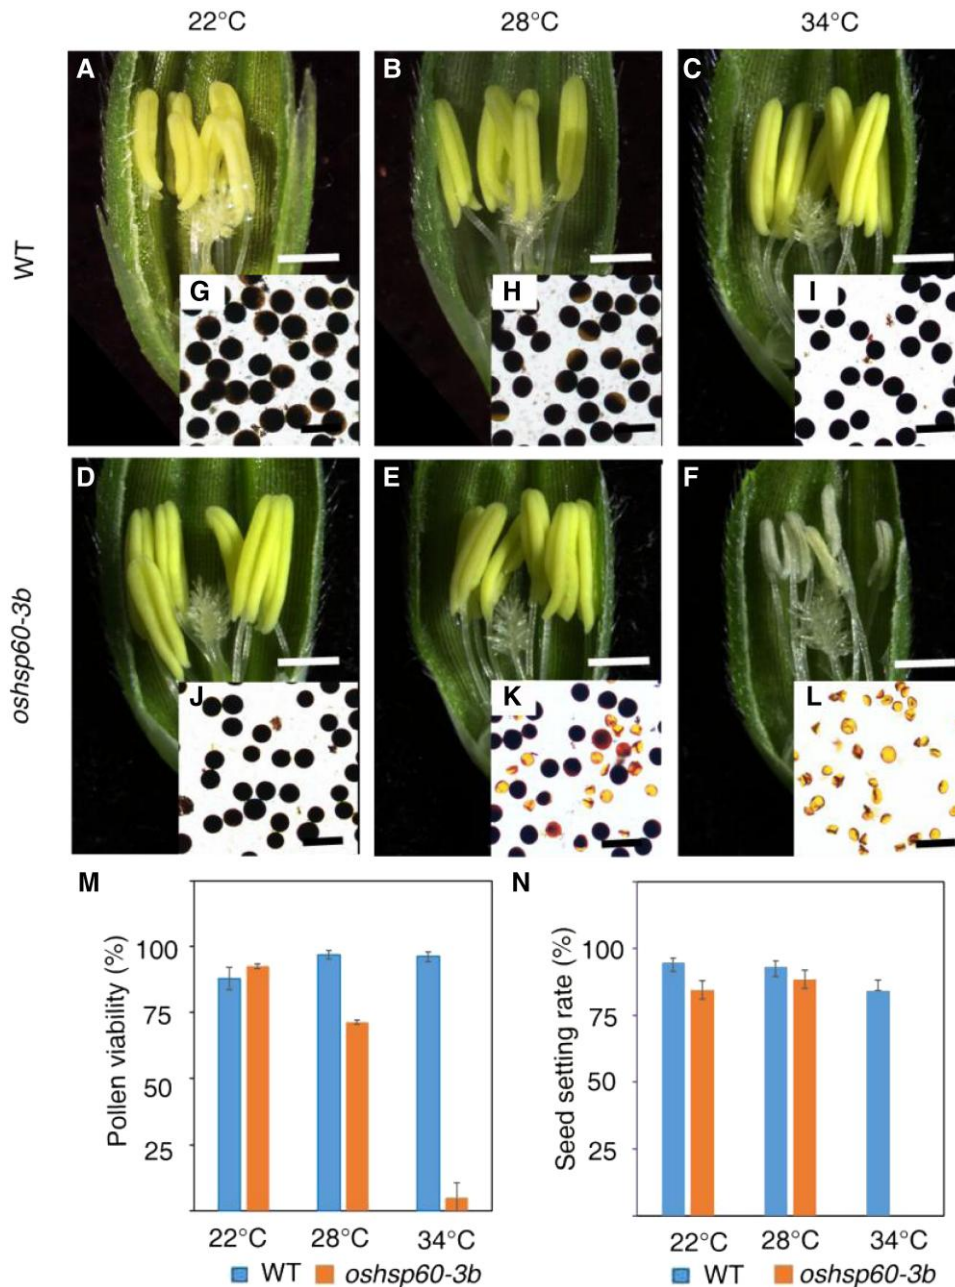 22°C 28°C 34°C
WT
A B C
G H I
oshsp60-3b
D E F
J K L
M N
Pollen viability (%)
100
75
50
25
22°C 28°C 34°C
WT oshsp60-3b
Seed setting rate (%)
100
75
50
25
22°C 28°C 34°C
WT oshsp60-3b